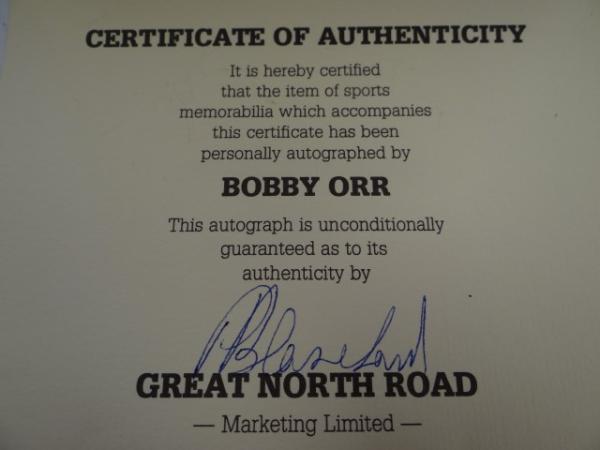 CERTIFICATE OF AUTHENTICITY
It is hereby certified
that the item of sports
memorabilia which accompanies
this certificate has been
personally autographed by
BOBBY ORR
This autograph is unconditionally
guaranteed as to its
authenticity by
GREAT NORTH ROAD
— Marketing Limited —